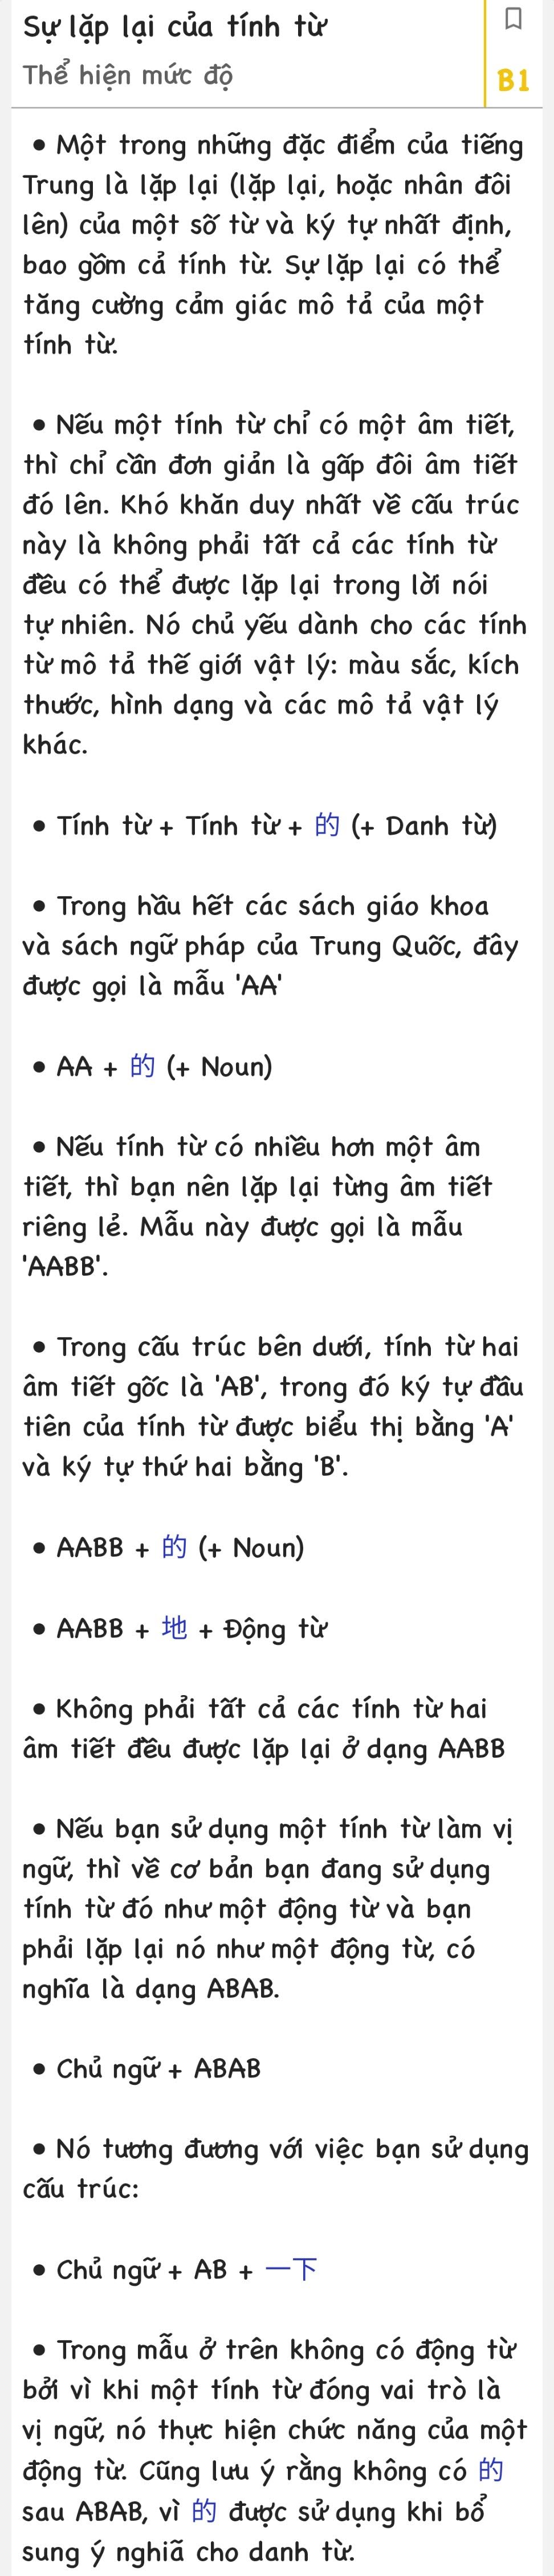 Sự lặp lại của tính từ
Thể hiện mức độ
B1
• Một trong những đặc điểm của tiếng
Trung là lặp lại (lặp lại, hoặc nhân đôi
lên) của một số từ và ký tự nhất định,
bao gồm cả tính từ. Sự lặp lại có thể
tăng cường cảm giác mô tả của một
tính từ.
• Nếu một tính từ chỉ có một âm tiết,
thì chỉ cần đơn giản là gấp đôi âm tiết
đó lên. Khó khăn duy nhất về cấu trúc
này là không phải tất cả các tính từ
đều có thể được lặp lại trong lời nói
tự nhiên. Nó chủ yếu dành cho các tính
từ mô tả thế giới vật lý: màu sắc, kích
thước, hình dạng và các mô tả vật lý
khác.
• Tính từ + Tính từ + 的 (+ Danh từ)
• Trong hầu hết các sách giáo khoa
và sách ngữ pháp của Trung Quốc, đây
được gọi là mẫu 'AA'
• AA + 的 (+ Noun)
• Nếu tính từ có nhiều hơn một âm
tiết, thì bạn nên lặp lại từng âm tiết
riêng lẻ. Mẫu này được gọi là mẫu
'AABB'.
• Trong cấu trúc bên dưới, tính từ hai
âm tiết gốc là 'AB', trong đó ký tự đầu
tiên của tính từ được biểu thị bằng 'A'
và ký tự thứ hai bằng 'B'.
• AABB + 的 (+ Noun)
• AABB + 地 + Động từ
• Không phải tất cả các tính từ hai
âm tiết đều được lặp lại ở dạng AABB
• Nếu bạn sử dụng một tính từ làm vị
ngữ, thì về cơ bản bạn đang sử dụng
tính từ đó như một động từ và bạn
phải lặp lại nó như một động từ, có
nghĩa là dạng ABAB.
• Chủ ngữ + ABAB
• Nó tương đương với việc bạn sử dụng
cấu trúc:
• Chủ ngữ + AB + 一下
• Trong mẫu ở trên không có động từ
bởi vì khi một tính từ đóng vai trò là
vị ngữ, nó thực hiện chức năng của một
động từ. Cũng lưu ý rằng không có 的
sau ABAB, vì 的 được sử dụng khi bổ
sung ý nghiã cho danh từ.